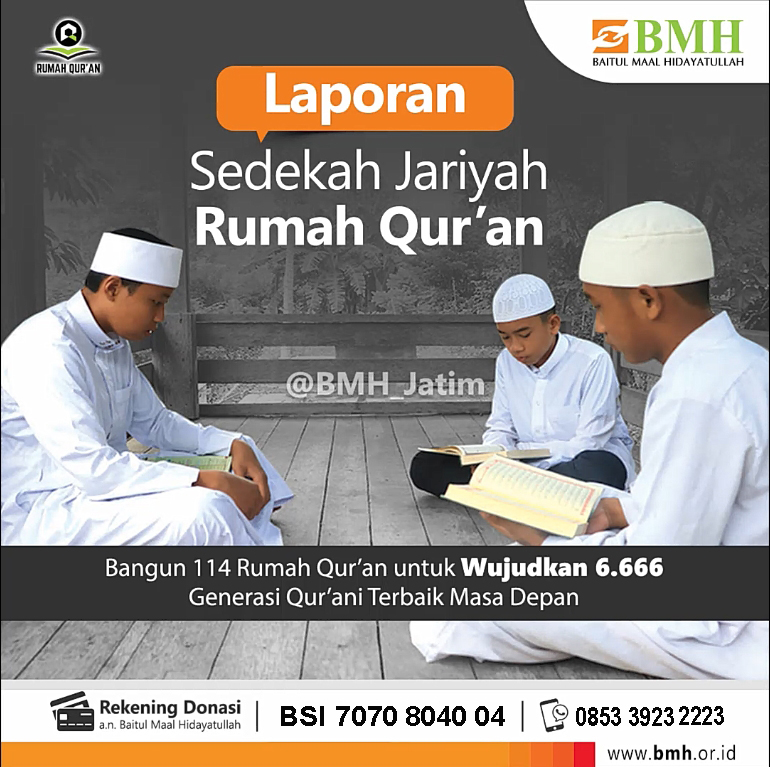 RUMAH QUR'AN
BMH
BAITUL MAAL HIDAYATULLAH
Laporan
Sedekah Jariyah
Rumah Qur'an
@BMH_Jatim
Bangun 114 Rumah Qur'an untuk Wujudkan 6.666
Generasi Qur'ani Terbaik Masa Depan
Rekening Donasi
a.n. Baitul Maal Hidayatullah
BSI 7070 8040 04
0853 3923 2223
www.bmh.or.id